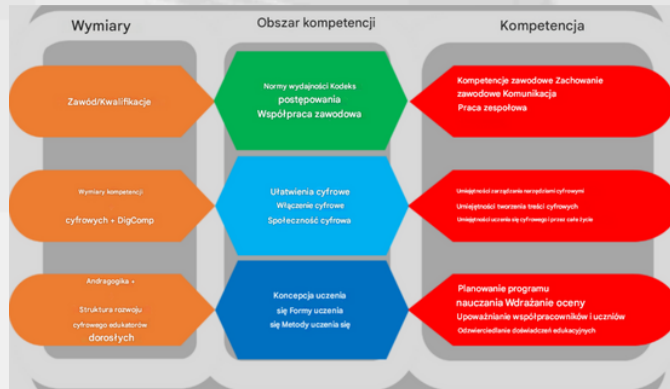 Wymiary
Obszar kompetencji
Kompetencja
Zawód/Kwalifikacje
Normy wydajności Kodeks
postępowania
Współpraca zawodowa
Kompetencje zawodowe Zachowanie
zawodowe Komunikacja
Praca zespołowa
Wymiary kompetencji
cyfrowych + DigComp
Ułatwienia cyfrowe
Włączenie cyfrowe
Społeczność cyfrowa
Umiejętności zarządzania narzędziami cyfrowymi
Umiejętności tworzenia treści cyfrowych
Umiejętności uczenia się cyfrowego i przez całe życie
Andragogika +
Struktura rozwoju
cyfrowego edukatorów
dorosłych
Koncepcja uczenia
się Formy uczenia
się Metody uczenia się
Planowanie programu
nauczania Wdrażanie oceny
Upoważnianie współpracowników i uczniów
Odzwierciedlanie doświadczeń edukacyjnych